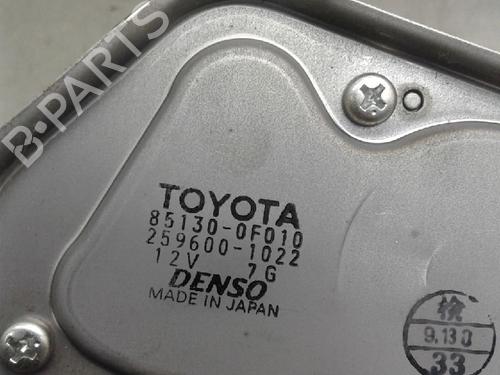 B-PARTS
TOYOTA
85130-0F010
259600-1022
12V 7G
DENSO
MADE IN JAPAN
検
9.13
33